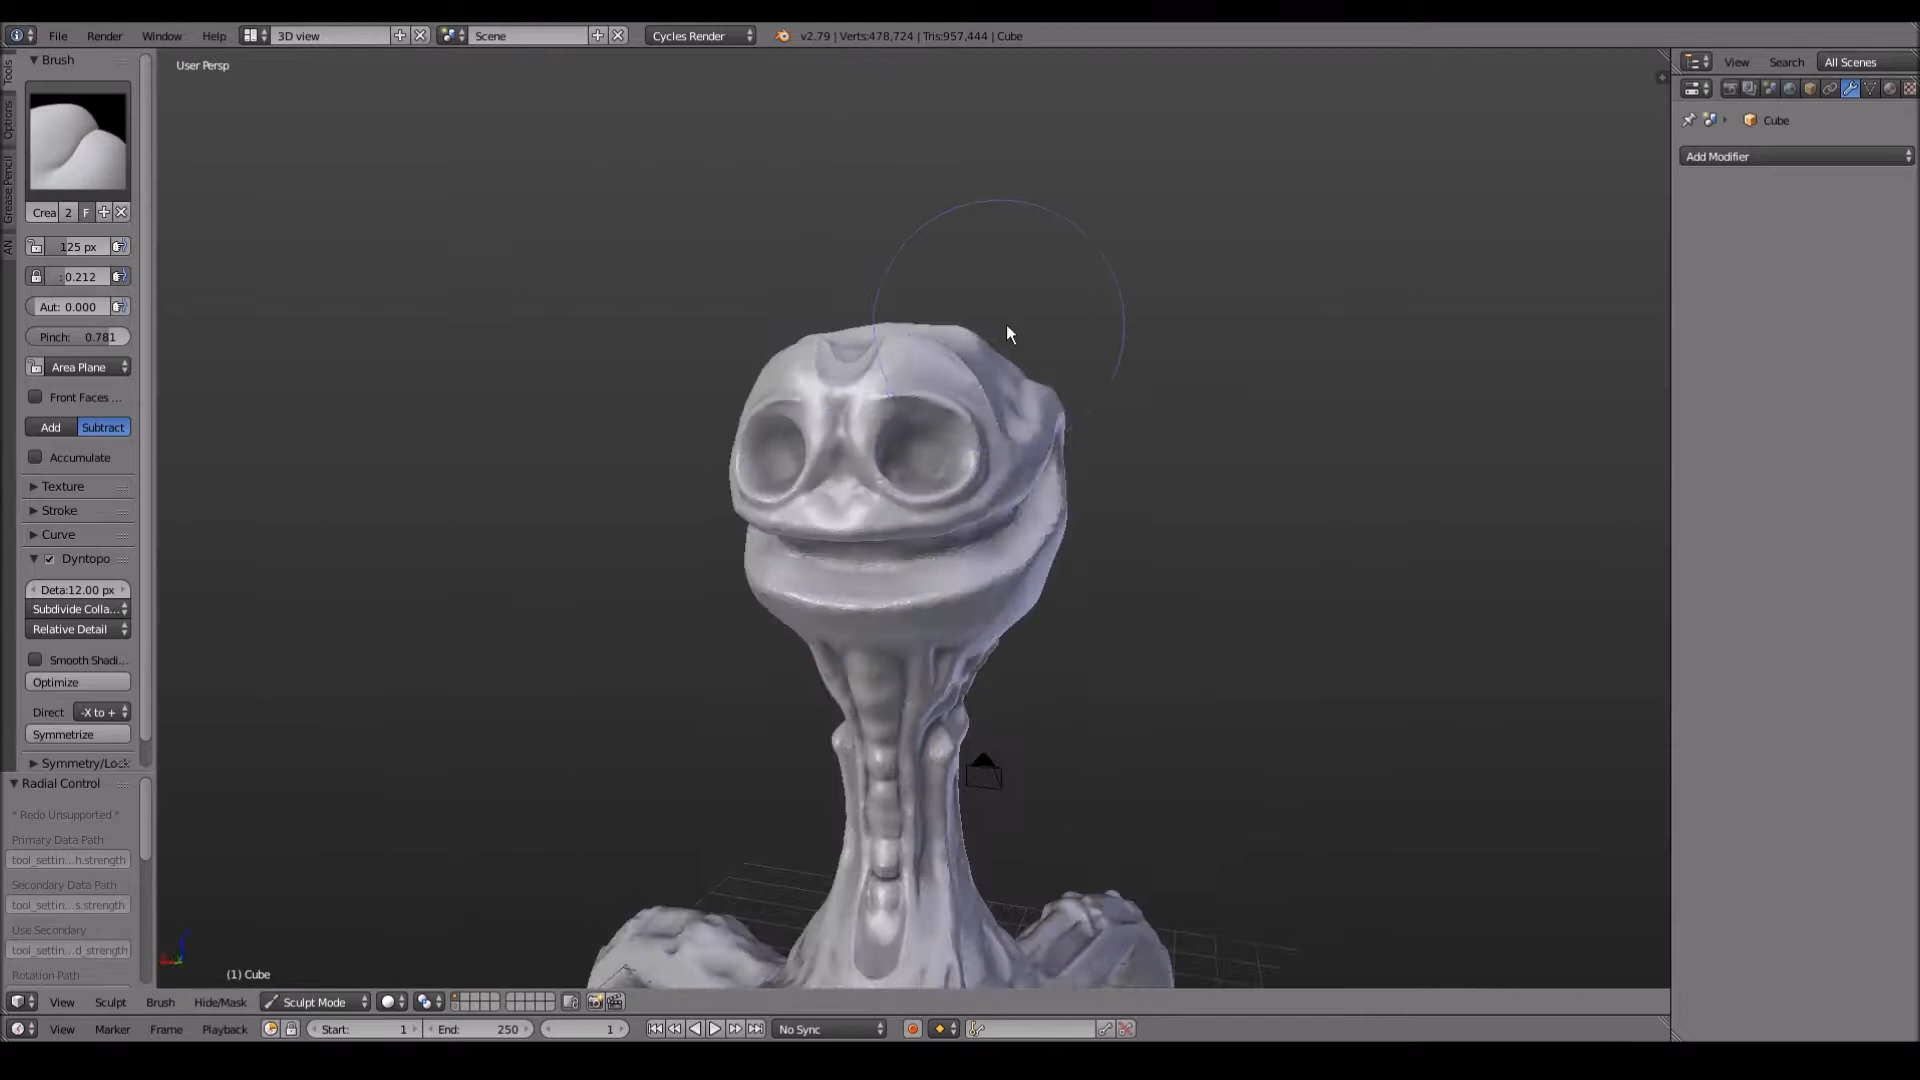 File Render Window Help 3D view Scene Cycles Render v2.79 | Verts:478,724 | Tris:957,444 | Cube
User Persp
View Search All Scenes
Cube
Add Modifier
Tools
Options
Grease Pencil
AN
Brush
Crea 2 F
125 px
: 0.212
Aut: 0.000
Pinch: 0.781
Area Plane
Front Faces ...
Add Subtract
Accumulate
Texture
Stroke
Curve
Dyntopo
Deta:12.00 px
Subdivide Colla...
Relative Detail
Smooth Shadi...
Optimize
Direct -X to +
Symmetrize
Symmetry/Lock
Radial Control
* Redo Unsupported *
Primary Data Path
tool_settin...h.strength
Secondary Data Path
tool_settin...s.strength
Use Secondary
tool_settin...d_strength
Rotation Path
(1) Cube
View Sculpt Brush Hide/Mask Sculpt Mode
View Marker Frame Playback Start: 1 End: 250 1 No Sync